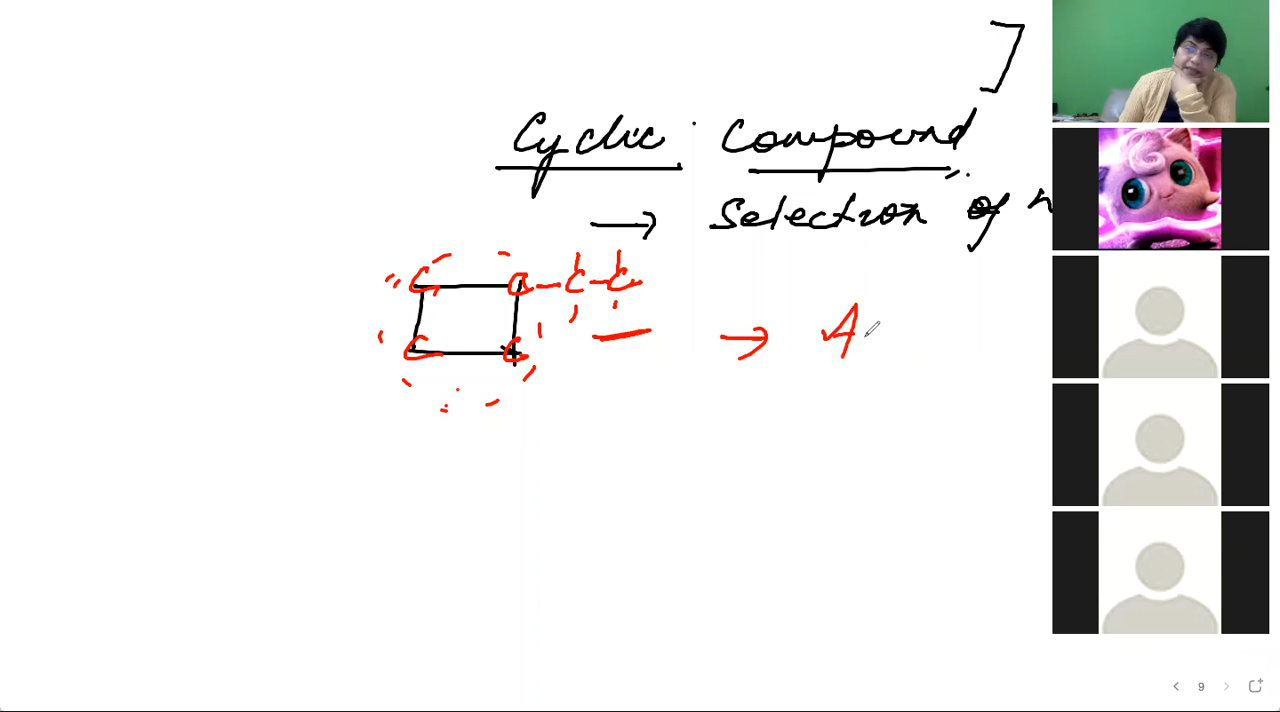 Cyclic Compound
→ Selection of
C C - C - C
C C → A
9